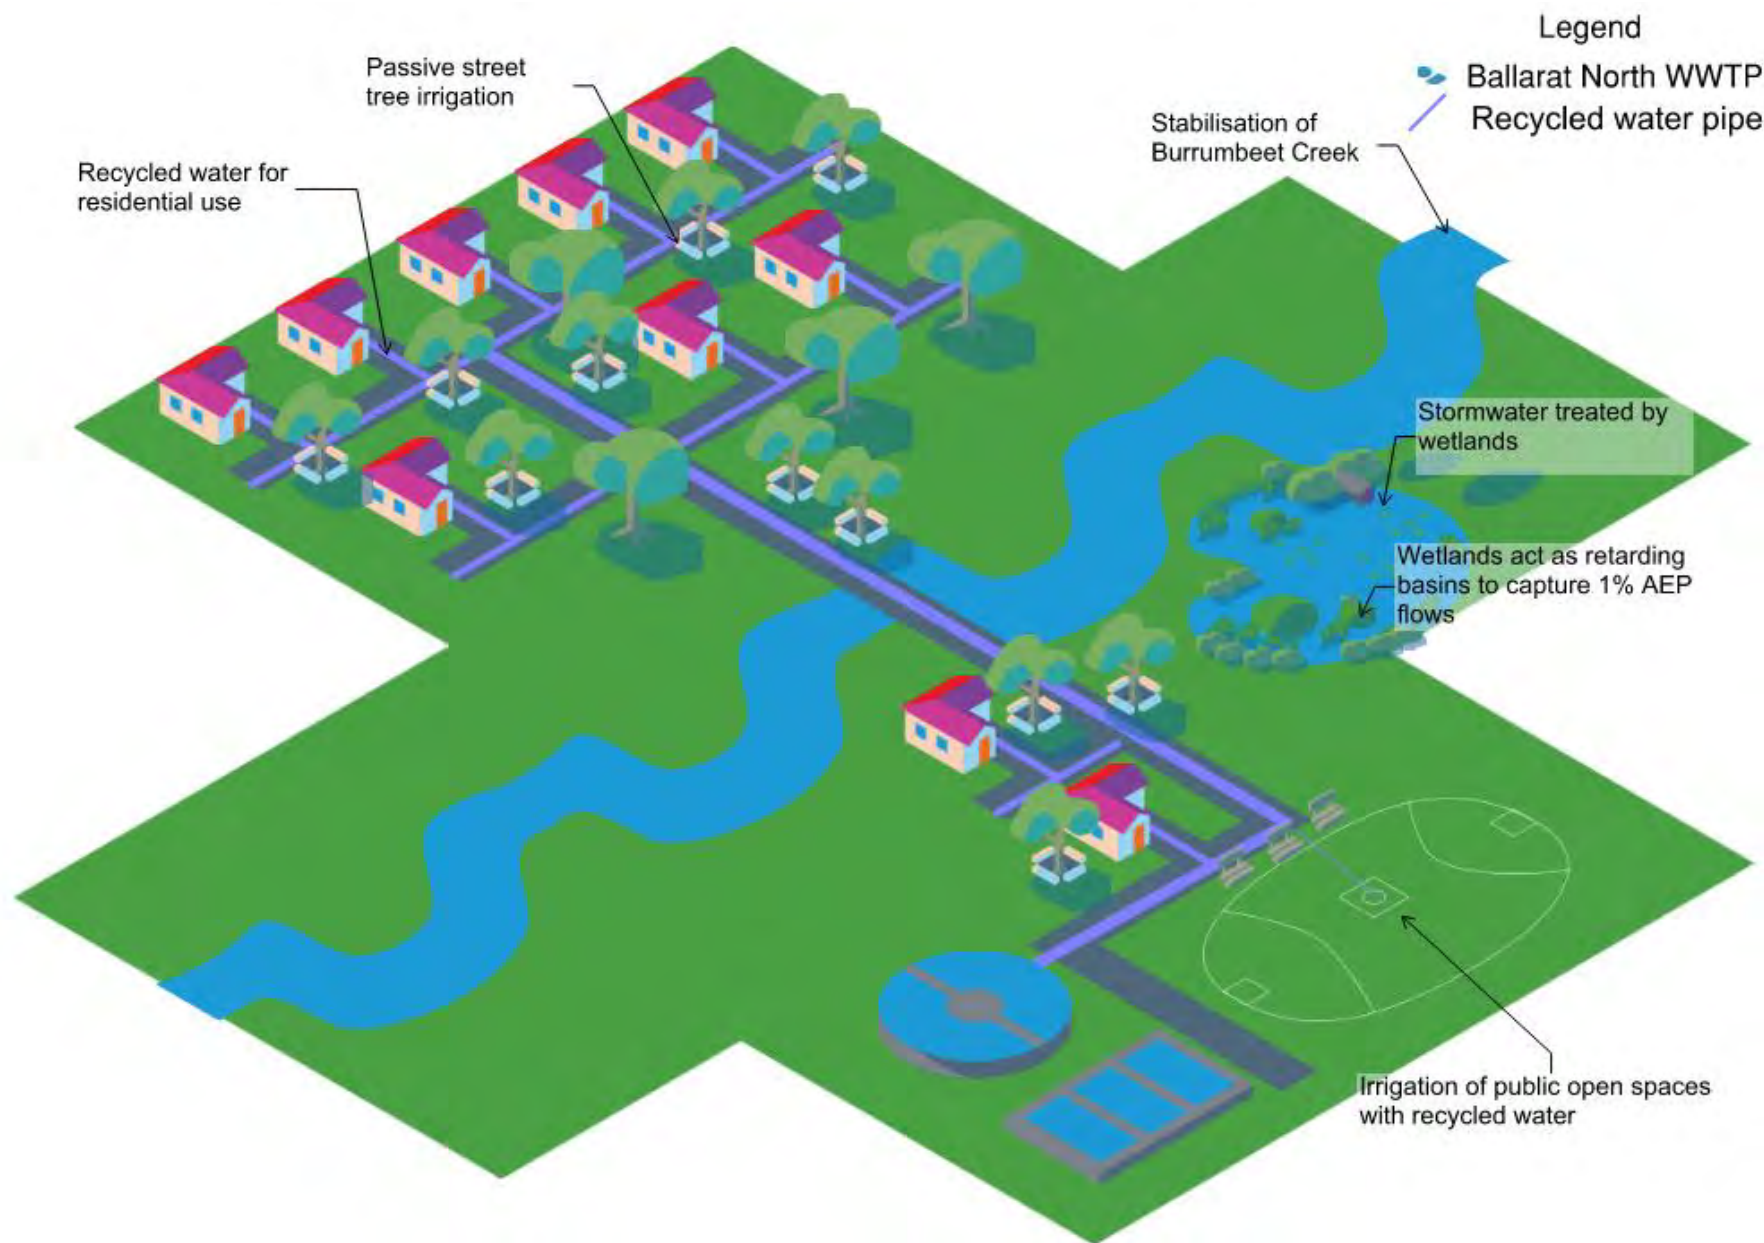 Legend
Ballarat North WWTP
Recycled water pipe
Passive street
tree irrigation
Stabilisation of
Burrumbeet Creek
Recycled water for
residential use
Stormwater treated by
wetlands
Wetlands act as retarding
basins to capture 1% AEP
flows
Irrigation of public open spaces
with recycled water